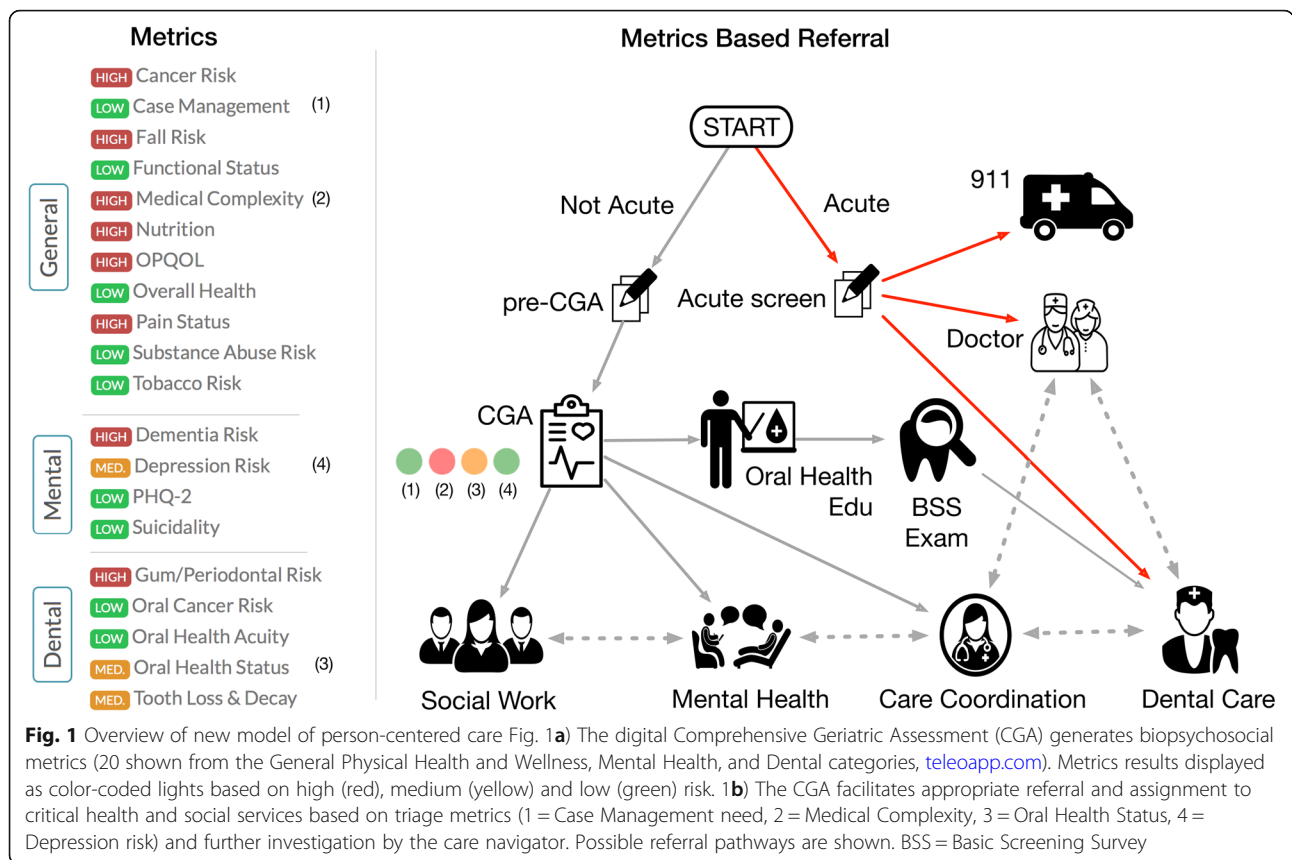 Metrics
HIGH Cancer Risk
LOW Case Management (1)
HIGH Fall Risk
LOW Functional Status
HIGH Medical Complexity (2)
HIGH Nutrition
HIGH OPQOL
LOW Overall Health
HIGH Pain Status
LOW Substance Abuse Risk
LOW Tobacco Risk
General
HIGH Dementia Risk
MED. Depression Risk (4)
LOW PHQ-2
LOW Suicidality
Mental
HIGH Gum/Periodontal Risk
LOW Oral Cancer Risk
LOW Oral Health Acuity
MED. Oral Health Status (3)
MED. Tooth Loss & Decay
Dental
Metrics Based Referral
START
Not Acute
Acute
911
pre-CGA
Acute screen
Doctor
CGA
(1) (2) (3) (4)
Oral Health
Edu
BSS
Exam
Social Work
Mental Health
Care Coordination
Dental Care
Fig. 1 Overview of new model of person-centered care Fig. 1a) The digital Comprehensive Geriatric Assessment (CGA) generates biopsychosocial
metrics (20 shown from the General Physical Health and Wellness, Mental Health, and Dental categories, teleoapp.com). Metrics results displayed
as color-coded lights based on high (red), medium (yellow) and low (green) risk. 1b) The CGA facilitates appropriate referral and assignment to
critical health and social services based on triage metrics (1 = Case Management need, 2 = Medical Complexity, 3 = Oral Health Status, 4 =
Depression risk) and further investigation by the care navigator. Possible referral pathways are shown. BSS = Basic Screening Survey